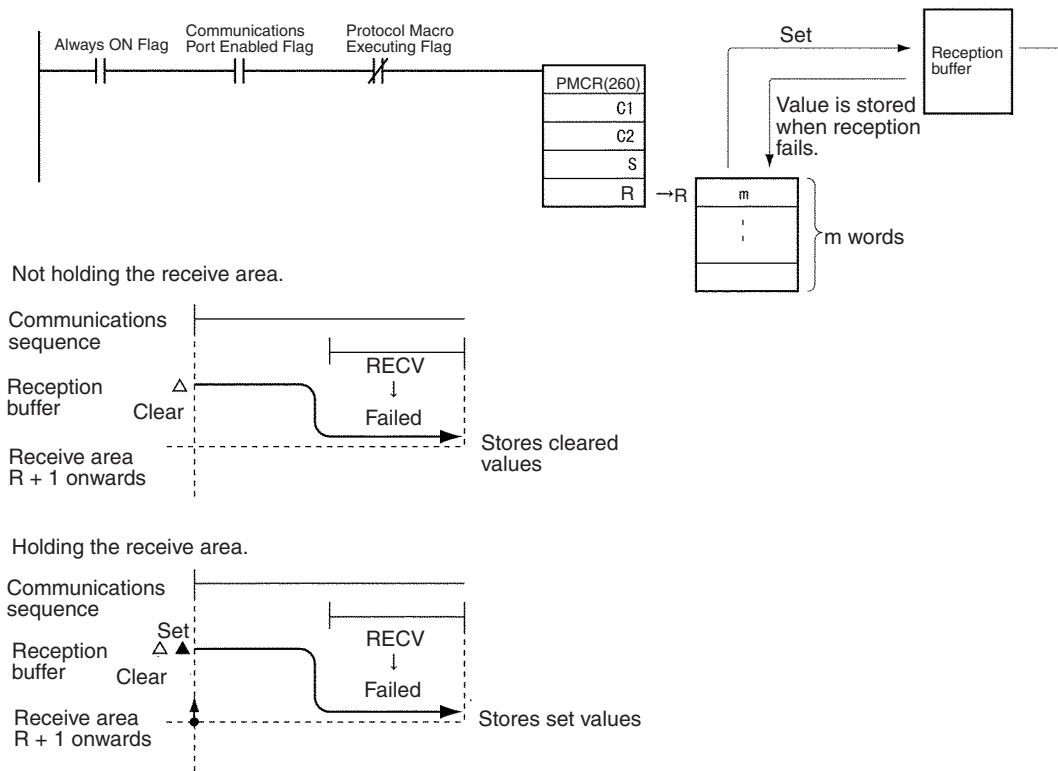 Always ON Flag
Communications
Port Enabled Flag
Protocol Macro
Executing Flag
PMCR(260)
C1
C2
S
R
→R
m
m words
Set
Reception
buffer
Value is stored
when reception
fails.
Not holding the receive area.
Communications
sequence
RECV
↓
Failed
Reception
buffer
Clear
Stores cleared
values
Receive area
R + 1 onwards
Holding the receive area.
Communications
sequence
RECV
↓
Failed
Set
Reception
buffer
Clear
Receive area
R + 1 onwards
Stores set values